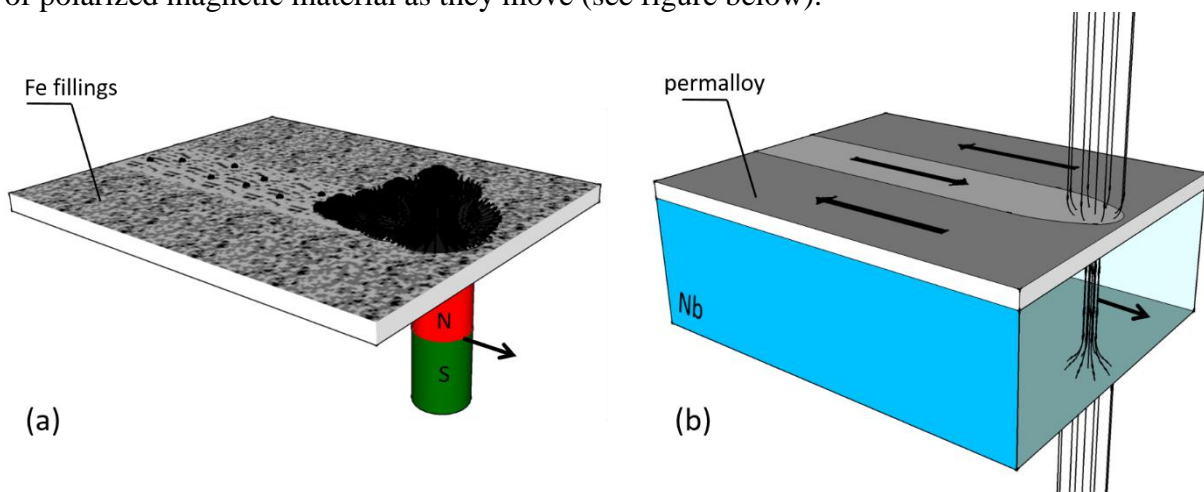 of polarized magnetic material as they move (see figure below).
Fe fillings
permalloy
N
S
Nb
(a)
(b)